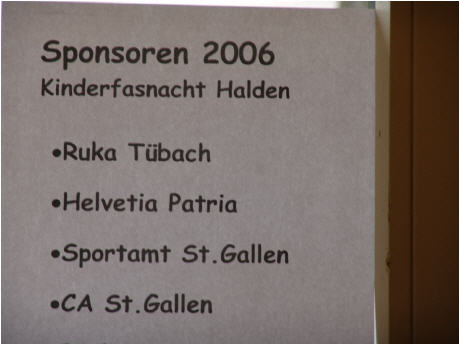 Sponsoren 2006
Kinderfasnacht Halden
•Ruka Tübach
•Helvetia Patria
•Sportamt St.Gallen
•CA St.Gallen